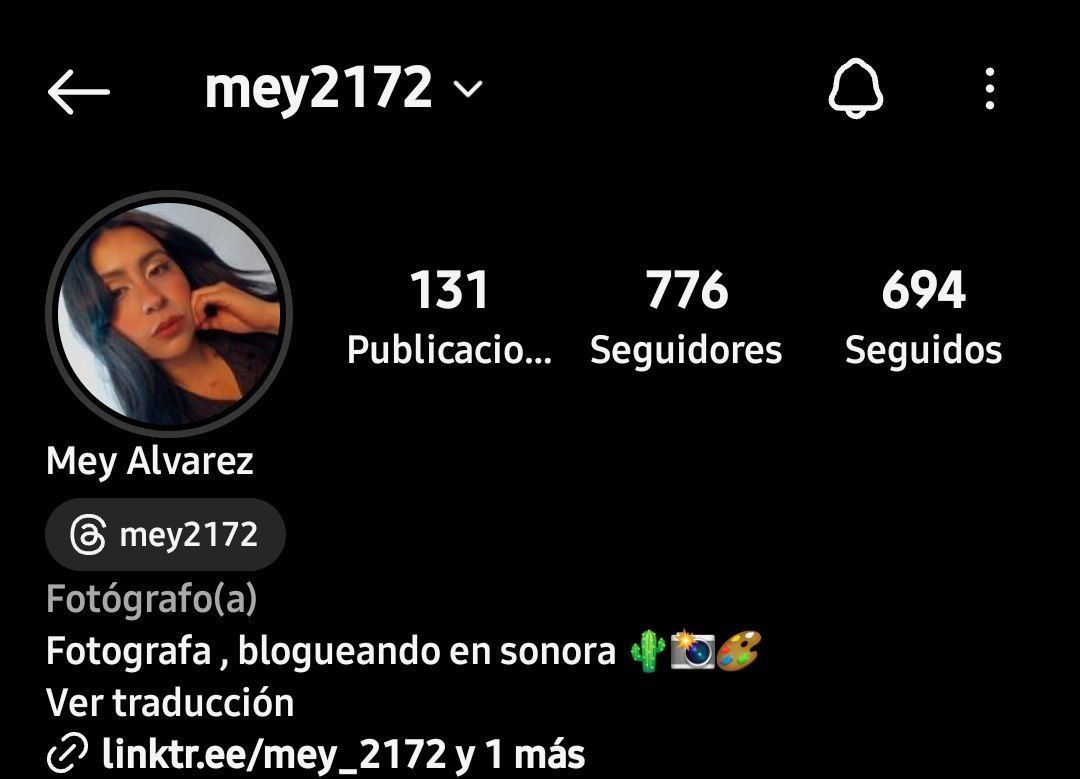 mey2172
131 776 694
Publicacio... Seguidores Seguidos
Mey Alvarez
mey2172
Fotógrafo(a)
Fotografa , blogueando en sonora 🌵📸🎨
Ver traducción
linktr.ee/mey_2172 y 1 más